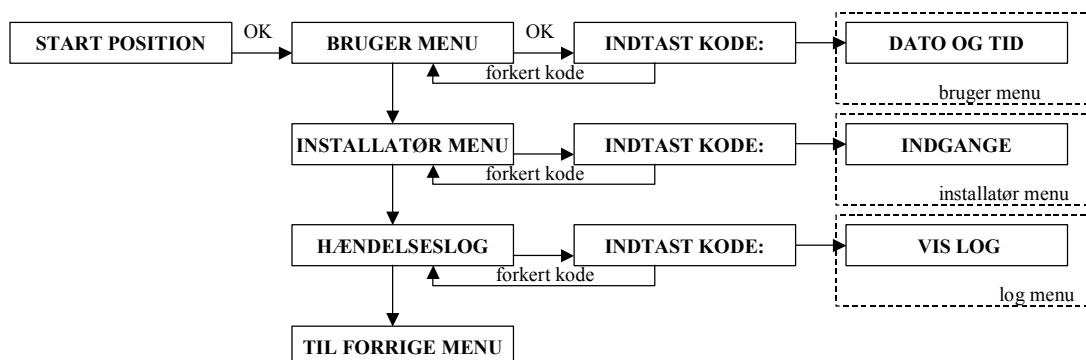 OK
OK
START POSITION
BRUGER MENU
INDTAST KODE:
DATO OG TID
forkert kode
bruger menu
INSTALLATØR MENU
INDTAST KODE:
INDGANGE
forkert kode
installatør menu
HÆNDELSESLOG
INDTAST KODE:
VIS LOG
forkert kode
log menu
TIL FORRIGE MENU